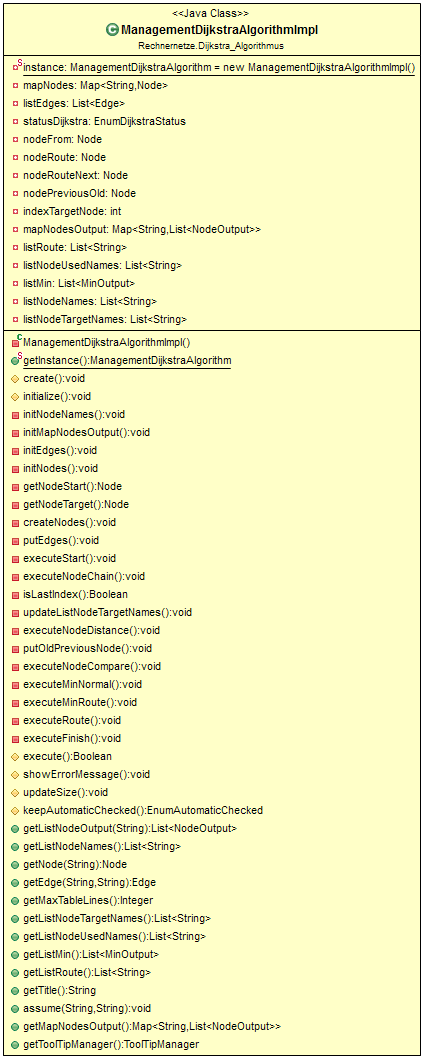 <<Java Class>>
ManagementDijkstraAlgorithmImpl
Rechnernetze.Dijkstra_Algorithmus
instance: ManagementDijkstraAlgorithm = new ManagementDijkstraAlgorithmImpl()
mapNodes: Map<String,Node>
listEdges: List<Edge>
statusDijkstra: EnumDijkstraStatus
nodeFrom: Node
nodeRoute: Node
nodeRouteNext: Node
nodePreviousOld: Node
indexTargetNode: int
mapNodesOutput: Map<String,List<NodeOutput>>
listRoute: List<String>
listNodeUsedNames: List<String>
listMin: List<MinOutput>
listNodeNames: List<String>
listNodeTargetNames: List<String>
ManagementDijkstraAlgorithmImpl()
getInstance():ManagementDijkstraAlgorithm
create():void
initialize():void
initNodeNames():void
initMapNodesOutput():void
initEdges():void
initNodes():void
getNodeStart():Node
getNodeTarget():Node
createNodes():void
putEdges():void
executeStart():void
executeNodeChain():void
isLastIndex():Boolean
updateListNodeTargetNames():void
executeNodeDistance():void
putOldPreviousNode():void
executeNodeCompare():void
executeMinNormal():void
executeMinRoute():void
executeRoute():void
executeFinish():void
execute():Boolean
showErrorMessage():void
updateSize():void
keepAutomaticChecked():EnumAutomaticChecked
getListNodeOutput(String):List<NodeOutput>
getListNodeNames():List<String>
getNode(String):Node
getEdge(String,String):Edge
getMaxTableLines():Integer
getListNodeTargetNames():List<String>
getListNodeUsedNames():List<String>
getListMin():List<MinOutput>
getListRoute():List<String>
getTitle():String
assume(String,String):void
getMapNodesOutput():Map<String,List<NodeOutput>>
getToolTipManager():ToolTipManager